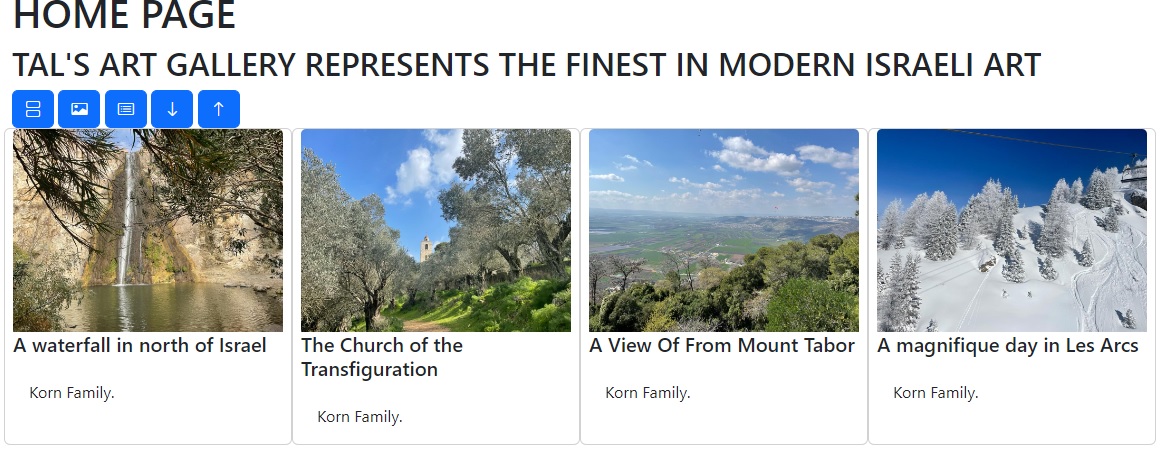 HOME PAGE
TAL'S ART GALLERY REPRESENTS THE FINEST IN MODERN ISRAELI ART
A waterfall in north of Israel
Korn Family.
The Church of the
Transfiguration
Korn Family.
A View Of From Mount Tabor
Korn Family.
A magnifique day in Les Arcs
Korn Family.